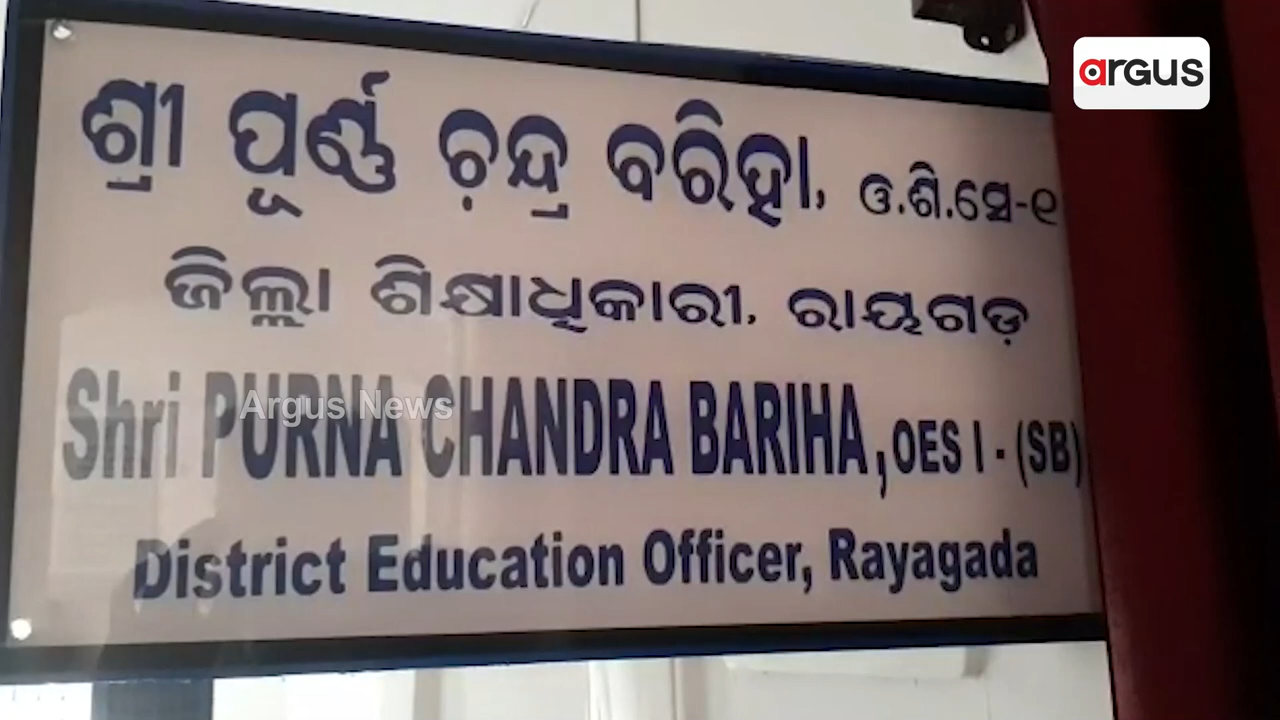 argus
ଶ୍ରୀ ପୂର୍ଣ୍ଣ ଚନ୍ଦ୍ର ବରିହା, ଓ.ଶି.ସେ-୧
ଜିଲ୍ଲା ଶିକ୍ଷାଧିକାରୀ, ରାୟଗଡ଼
Shri PURNA CHANDRA BARIHA, OES I - (SB)
Argus News
District Education Officer, Rayagada